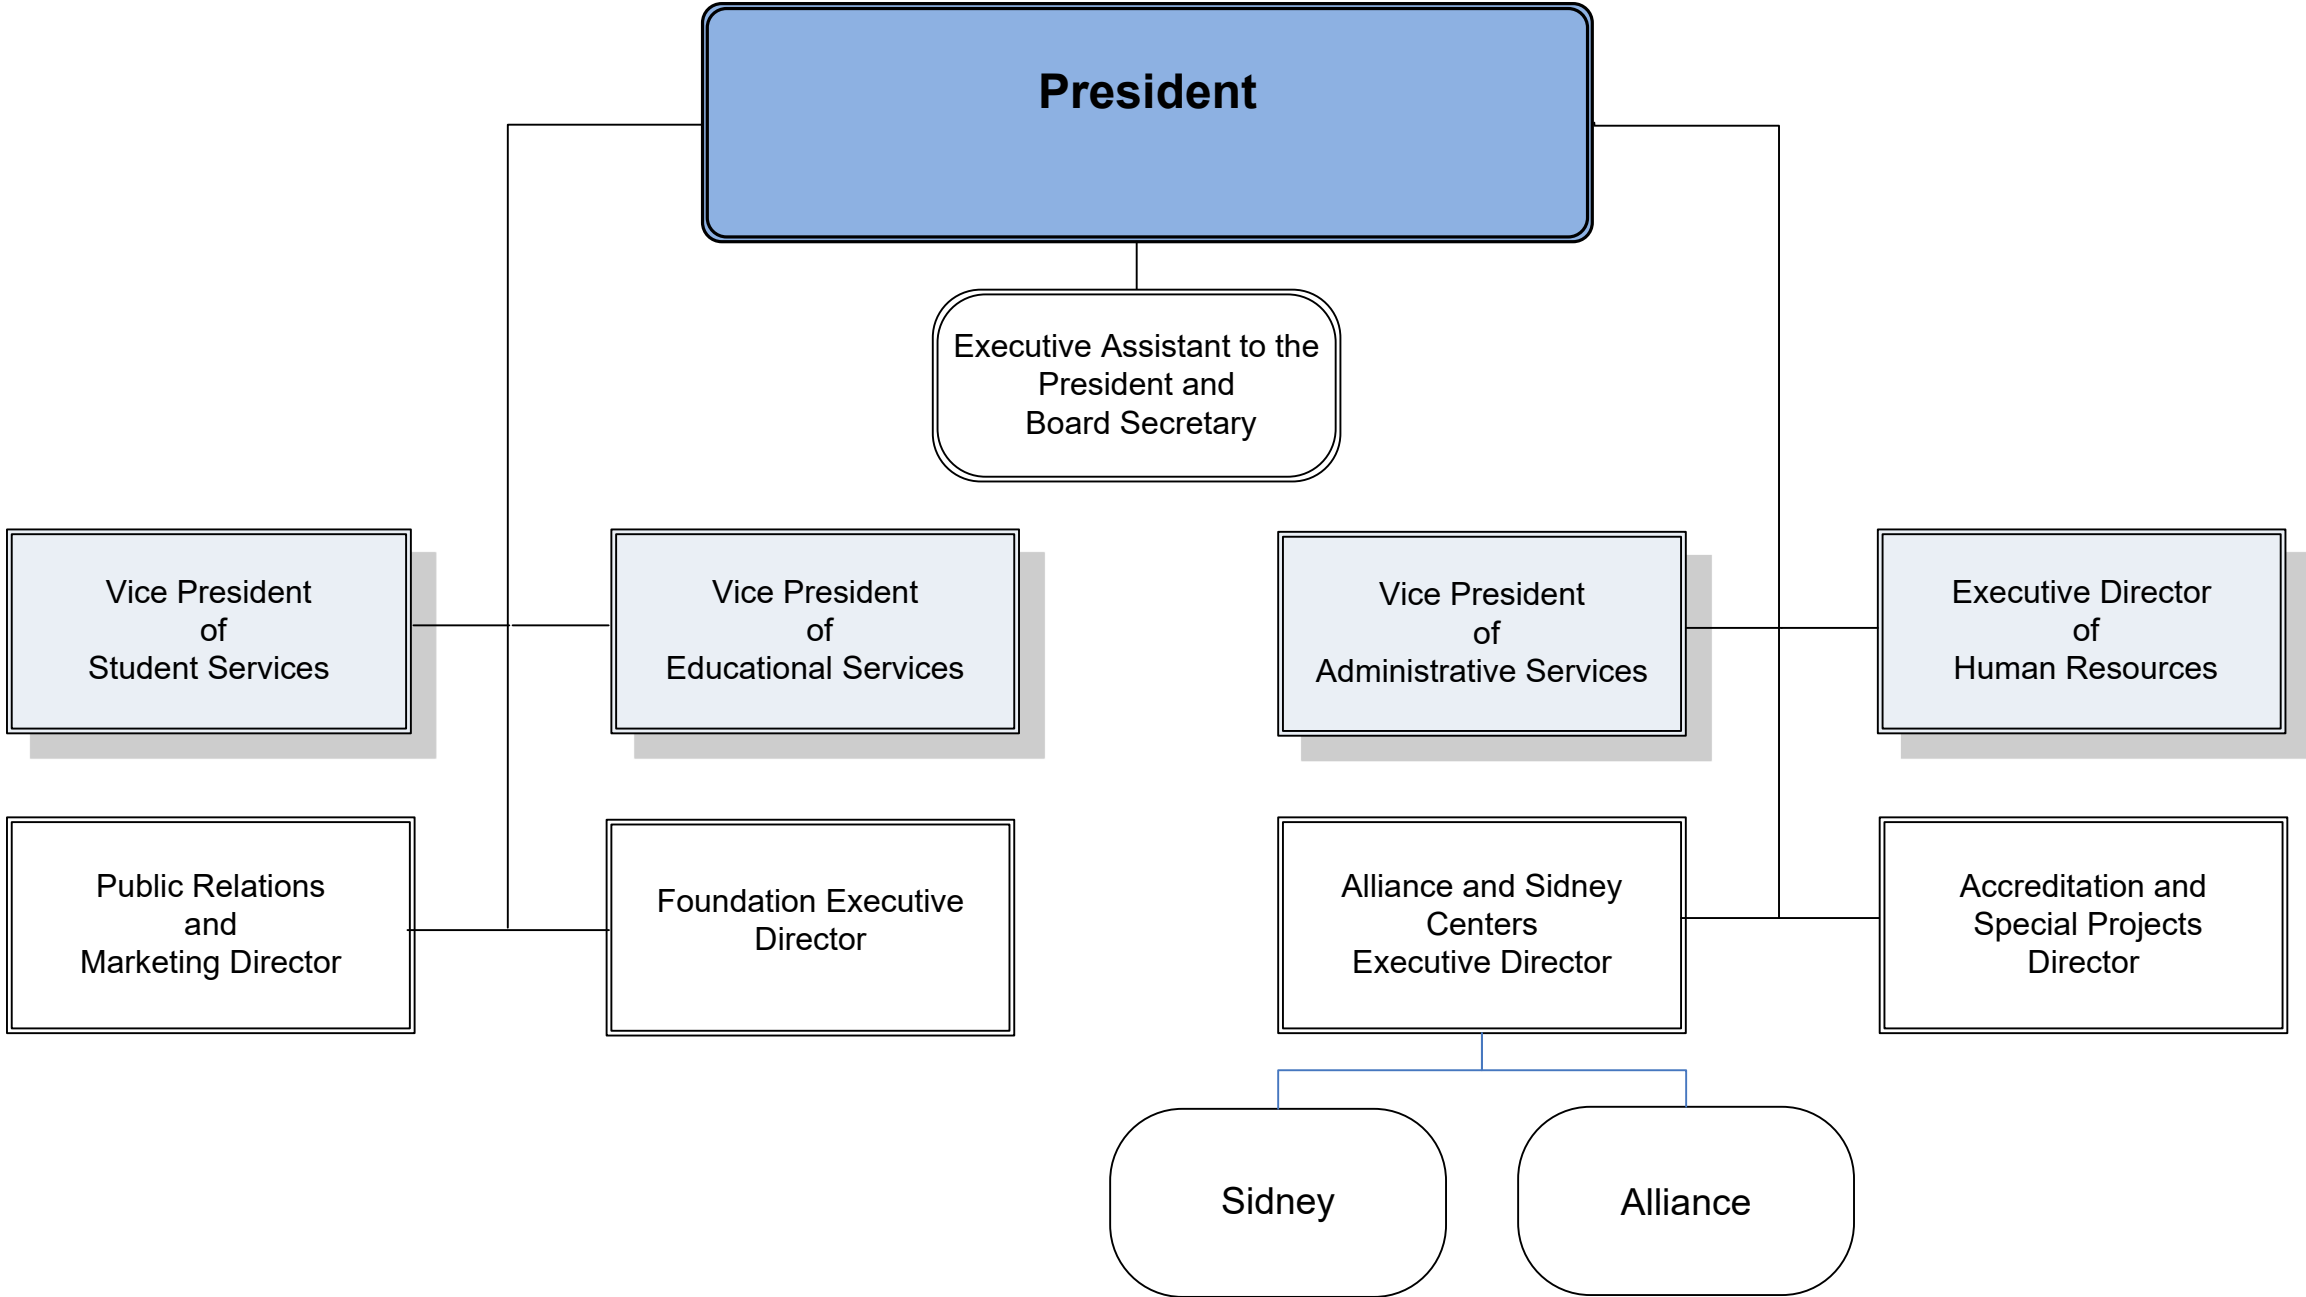 President
Executive Assistant to the
President and
Board Secretary
Vice President
of
Student Services
Vice President
of
Educational Services
Vice President
of
Administrative Services
Executive Director
of
Human Resources
Public Relations
and
Marketing Director
Foundation Executive
Director
Alliance and Sidney
Centers
Executive Director
Accreditation and
Special Projects
Director
Sidney
Alliance